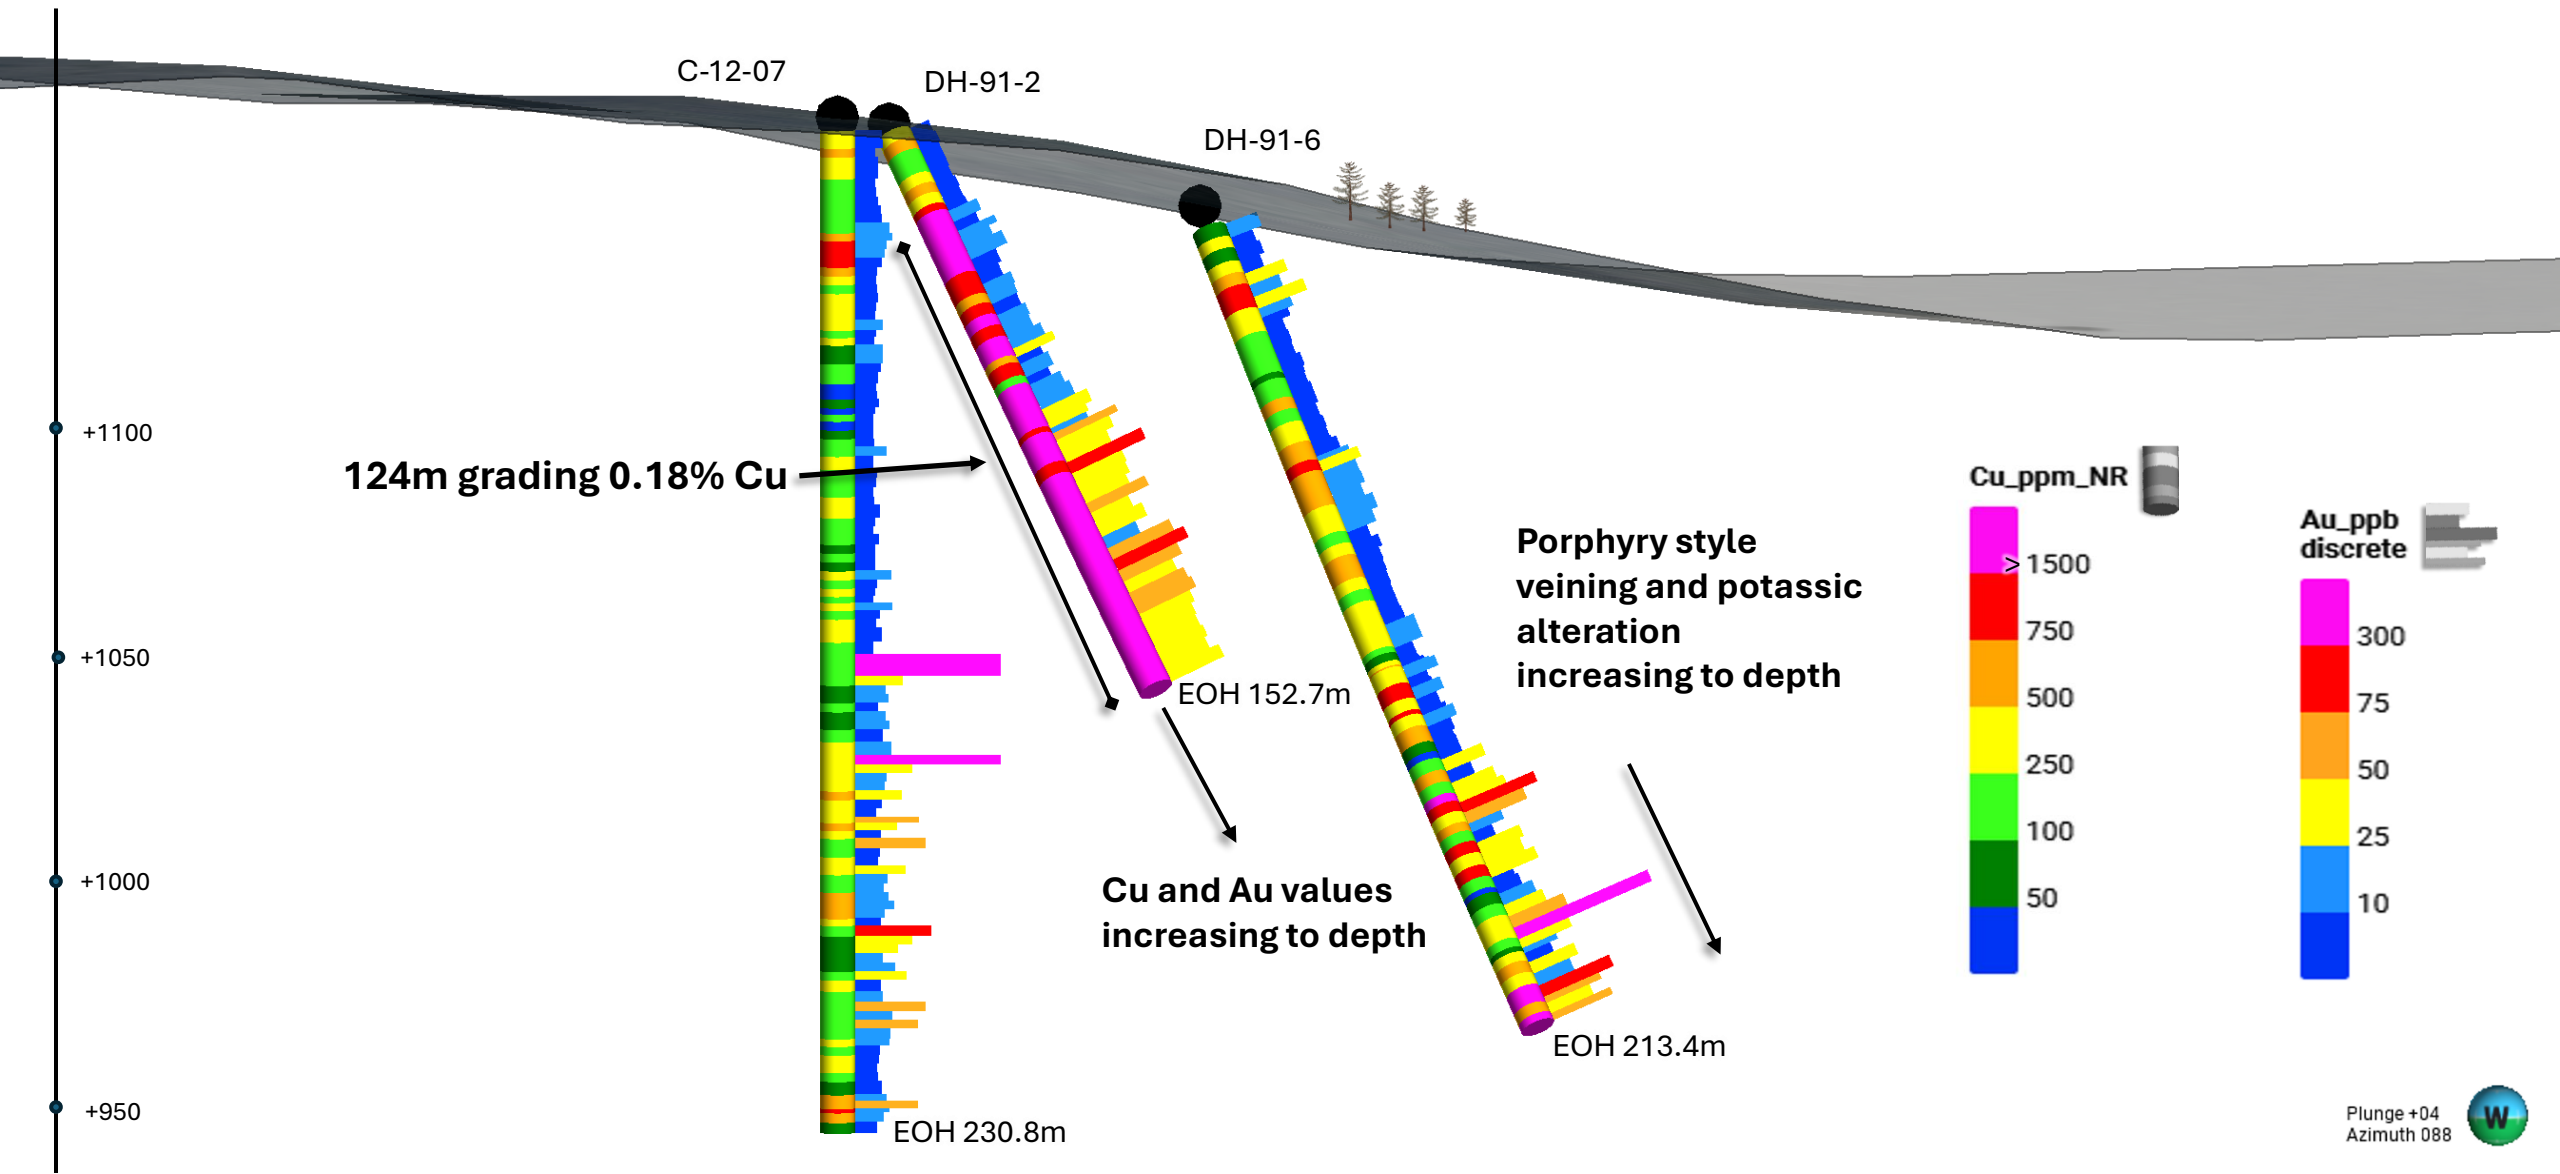 C-12-07
DH-91-2
DH-91-6
+1100
124m grading 0.18% Cu
+1050
+1000
+950
EOH 152.7m
Cu and Au values
increasing to depth
Porphyry style
veining and potassic
alteration
increasing to depth
EOH 213.4m
EOH 230.8m
Cu_ppm_NR
> 1500
750
500
250
100
50
Au_ppb
discrete
300
75
50
25
10
Plunge +04
Azimuth 088
W